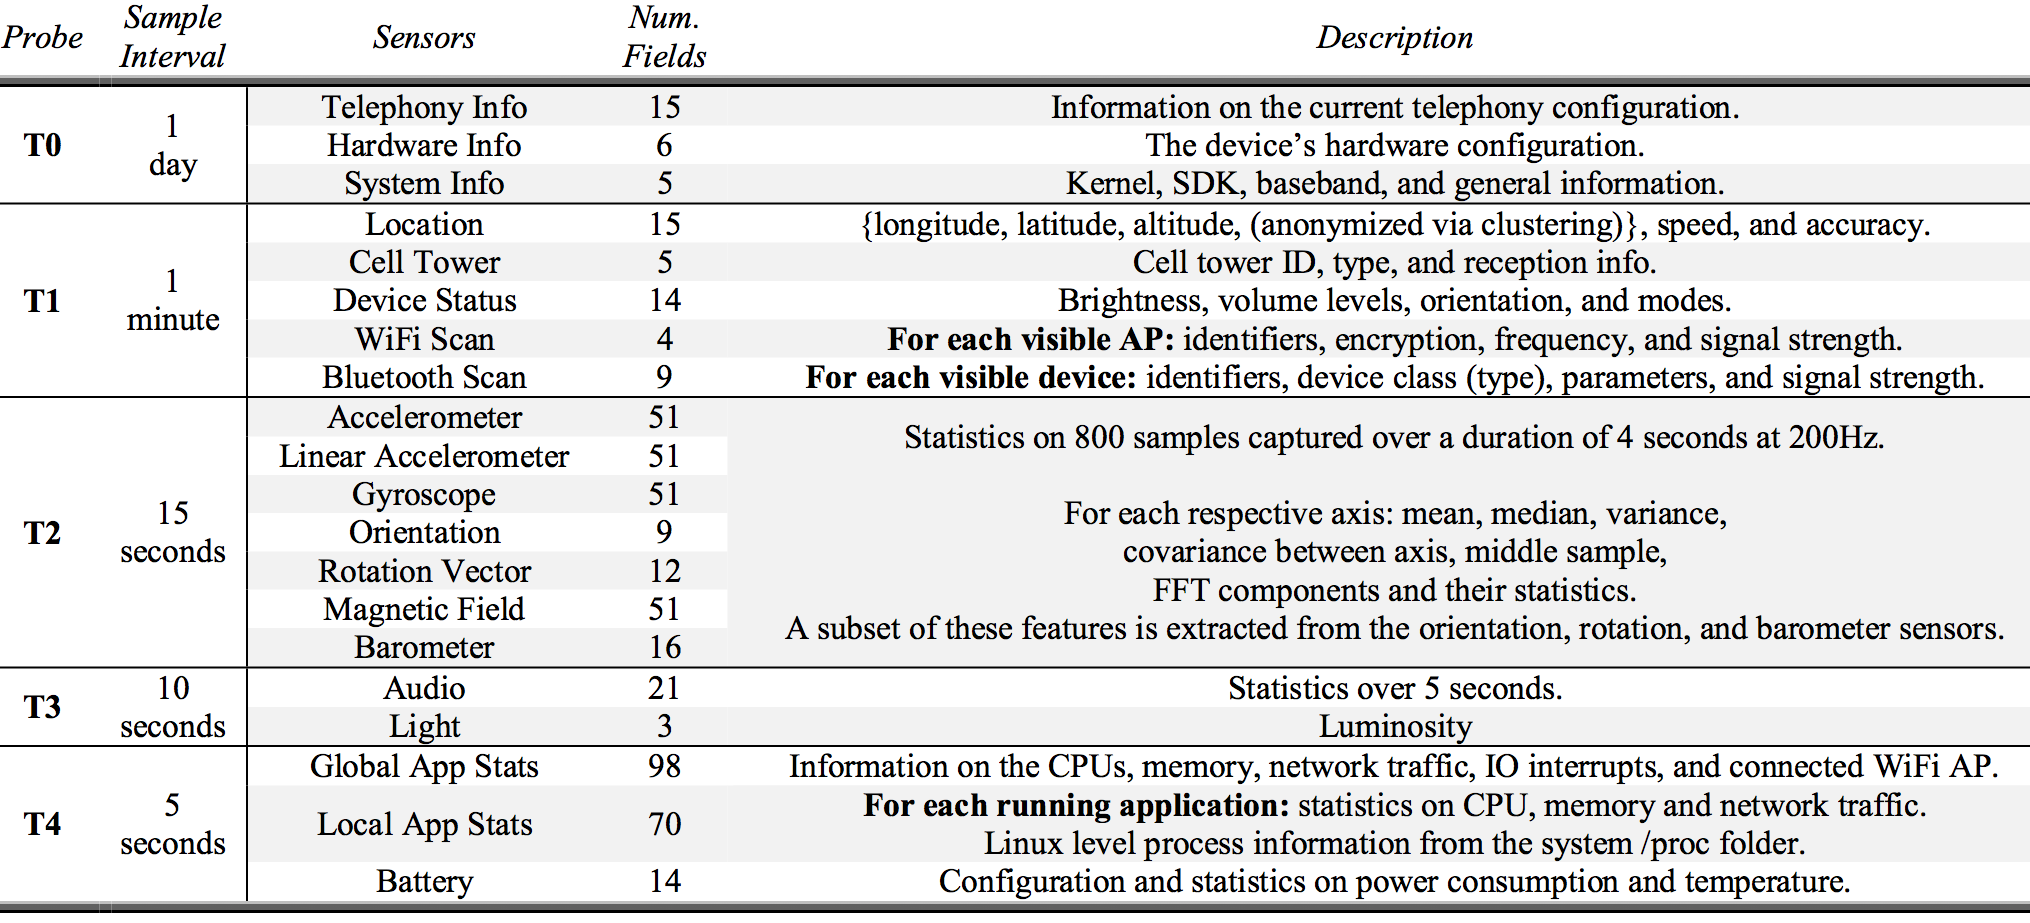 Probe Sample Interval Sensors Num. Fields Description
T0 1 day
Telephony Info 15 Information on the current telephony configuration.
Hardware Info 6 The device’s hardware configuration.
System Info 5 Kernel, SDK, baseband, and general information.
T1 1 minute
Location 15 {longitude, latitude, altitude, (anonymized via clustering)}, speed, and accuracy.
Cell Tower 5 Cell tower ID, type, and reception info.
Device Status 14 Brightness, volume levels, orientation, and modes.
WiFi Scan 4 For each visible AP: identifiers, encryption, frequency, and signal strength.
Bluetooth Scan 9 For each visible device: identifiers, device class (type), parameters, and signal strength.
T2 15 seconds
Accelerometer 51
Linear Accelerometer 51
Gyroscope 51
Orientation 9
Rotation Vector 12
Magnetic Field 51
Barometer 16
Statistics on 800 samples captured over a duration of 4 seconds at 200Hz.
For each respective axis: mean, median, variance,
covariance between axis, middle sample,
FFT components and their statistics.
A subset of these features is extracted from the orientation, rotation, and barometer sensors.
T3 10 seconds
Audio 21 Statistics over 5 seconds.
Light 3 Luminosity
T4 5 seconds
Global App Stats 98 Information on the CPUs, memory, network traffic, IO interrupts, and connected WiFi AP.
Local App Stats 70 For each running application: statistics on CPU, memory and network traffic.
Linux level process information from the system /proc folder.
Battery 14 Configuration and statistics on power consumption and temperature.